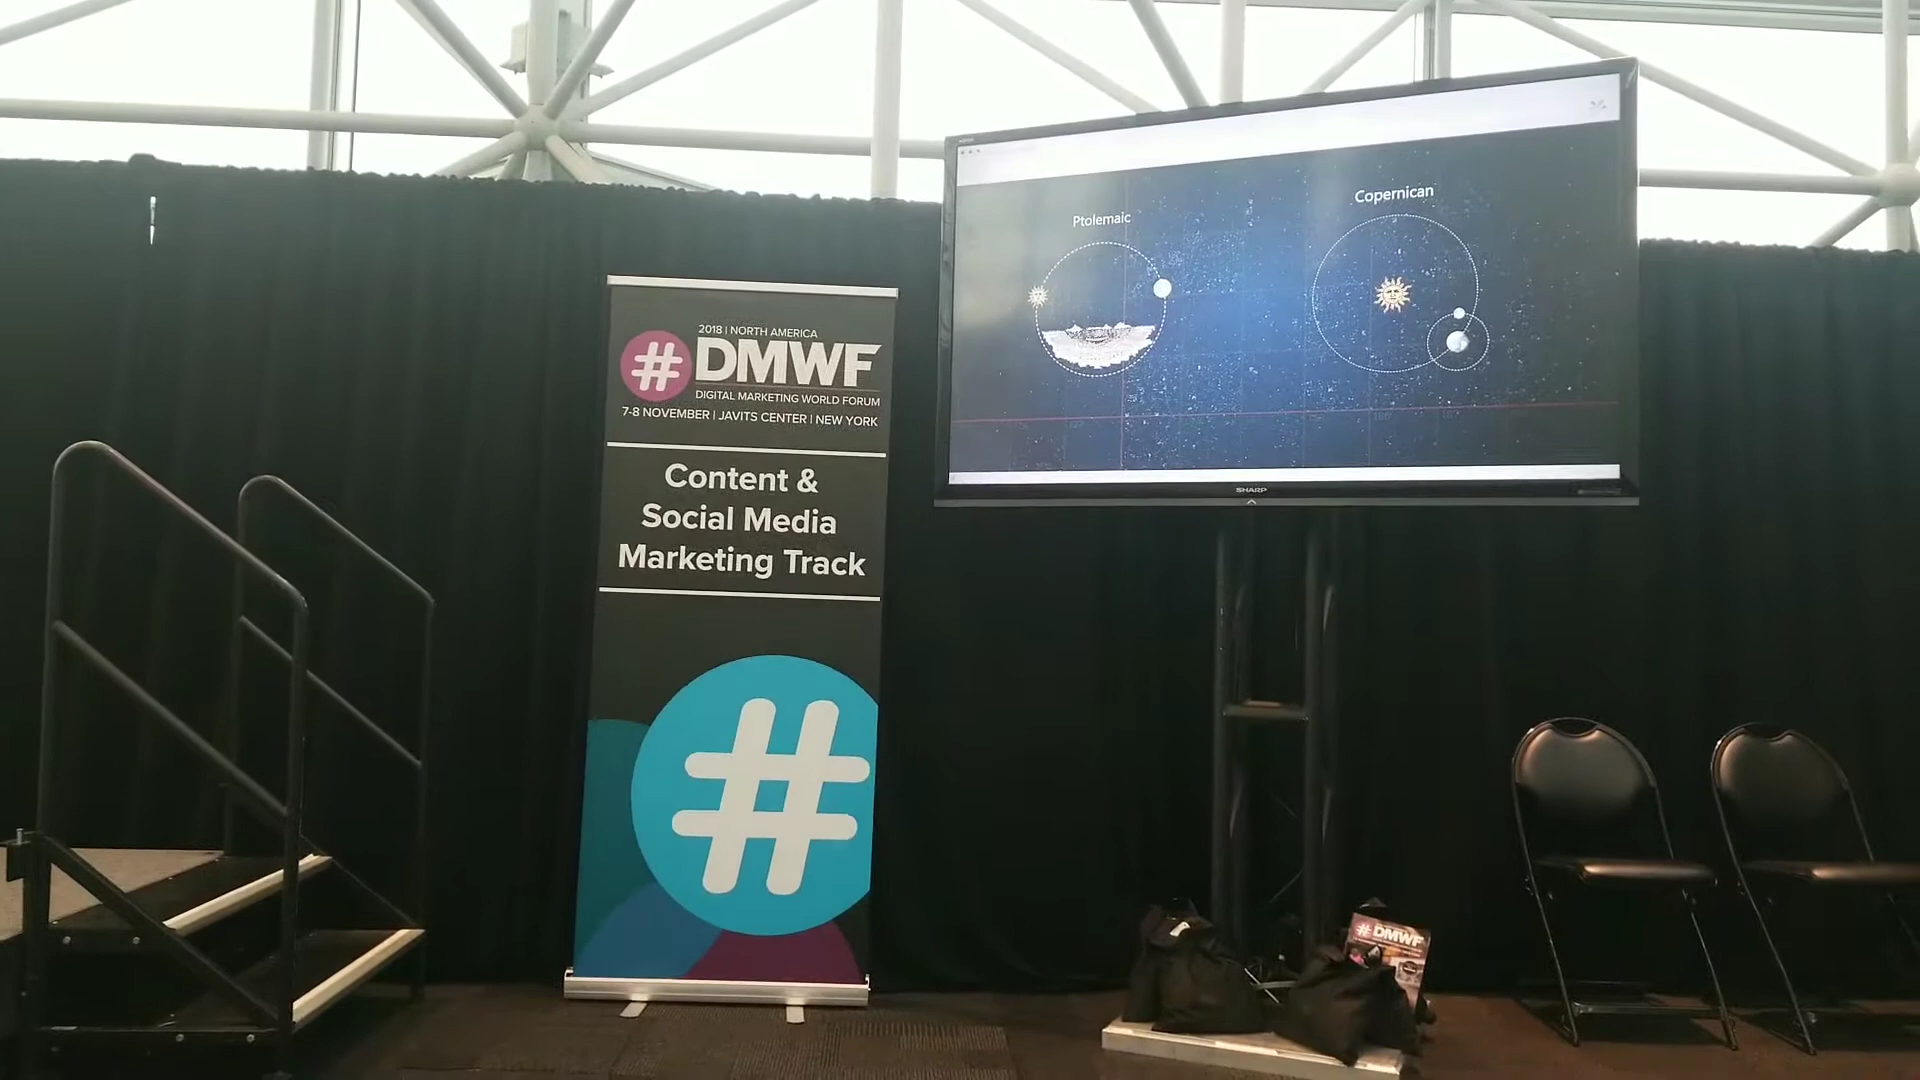 2018 | NORTH AMERICA
# DMWF
DIGITAL MARKETING WORLD FORUM
7-8 NOVEMBER | JAVITS CENTER | NEW YORK
Content &
Social Media
Marketing Track
#
Ptolemaic
Copernican
SHARP
#DMWF